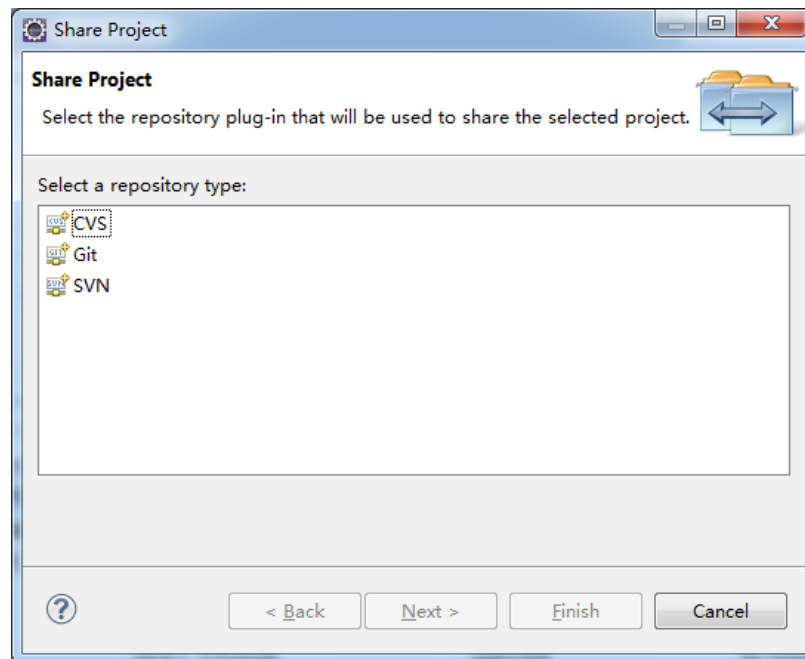 Share Project
Share Project
Select the repository plug-in that will be used to share the selected project.
Select a repository type:
CVS
Git
SVN
< Back
Next >
Finish
Cancel